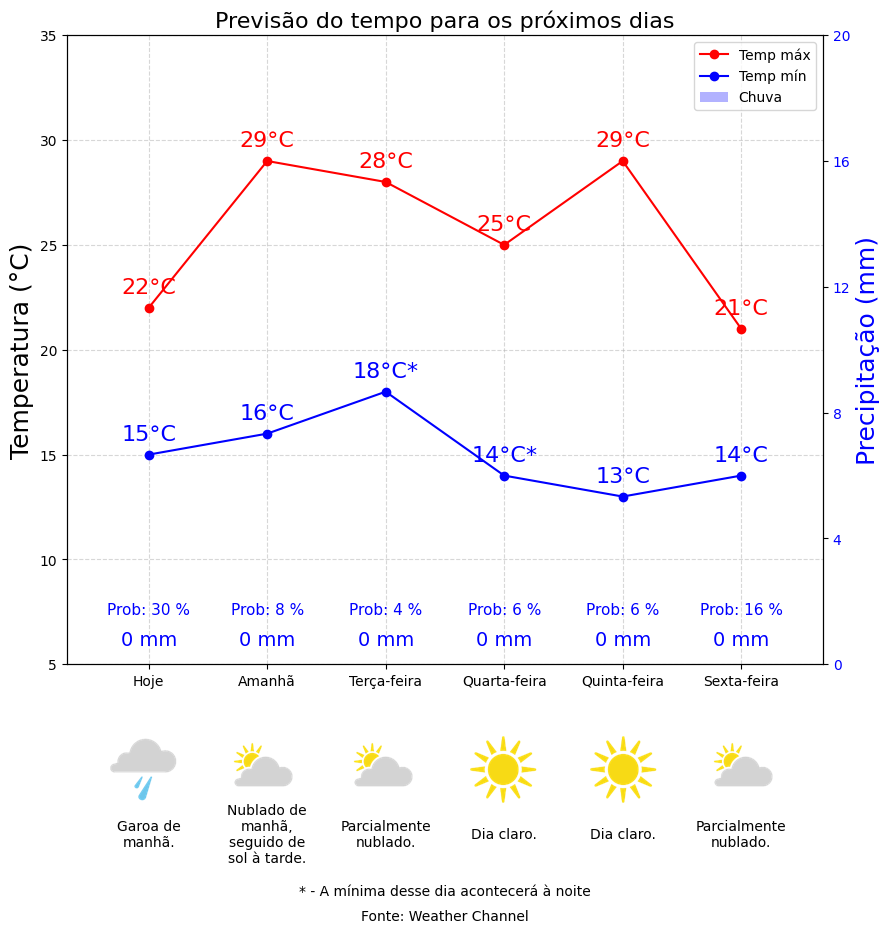 Previsão do tempo para os próximos dias
Temp máx
Temp mín
Chuva
Temperatura (°C)
35
30
25
20
15
10
5
Precipitação (mm)
20
16
12
8
4
0
22°C
29°C
28°C
25°C
29°C
21°C
15°C
16°C
18°C*
14°C*
13°C
14°C
Prob: 30 %
Prob: 8 %
Prob: 4 %
Prob: 6 %
Prob: 6 %
Prob: 16 %
0 mm
0 mm
0 mm
0 mm
0 mm
0 mm
Hoje
Amanhã
Terça-feira
Quarta-feira
Quinta-feira
Sexta-feira
Garoa de
manhã.
Nublado de
manhã,
seguido de
sol à tarde.
Parcialmente
nublado.
Dia claro.
Dia claro.
Parcialmente
nublado.
* - A mínima desse dia acontecerá à noite
Fonte: Weather Channel